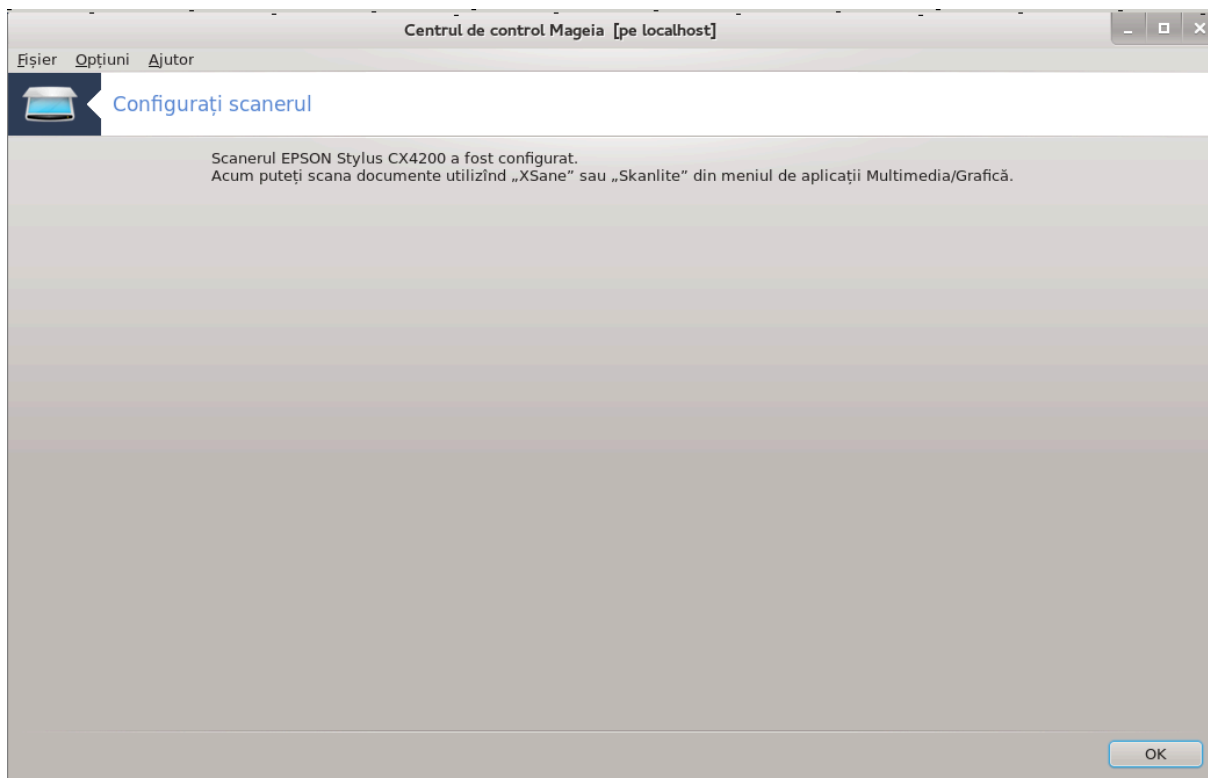 Centrul de control Mageia [pe localhost]
Fișier Opțiuni Ajutor
Configurați scanerul
Scanerul EPSON Stylus CX4200 a fost configurat.
Acum puteți scana documente utilizînd „XSane” sau „Skanlite” din meniul de aplicații Multimedia/Grafică.
OK